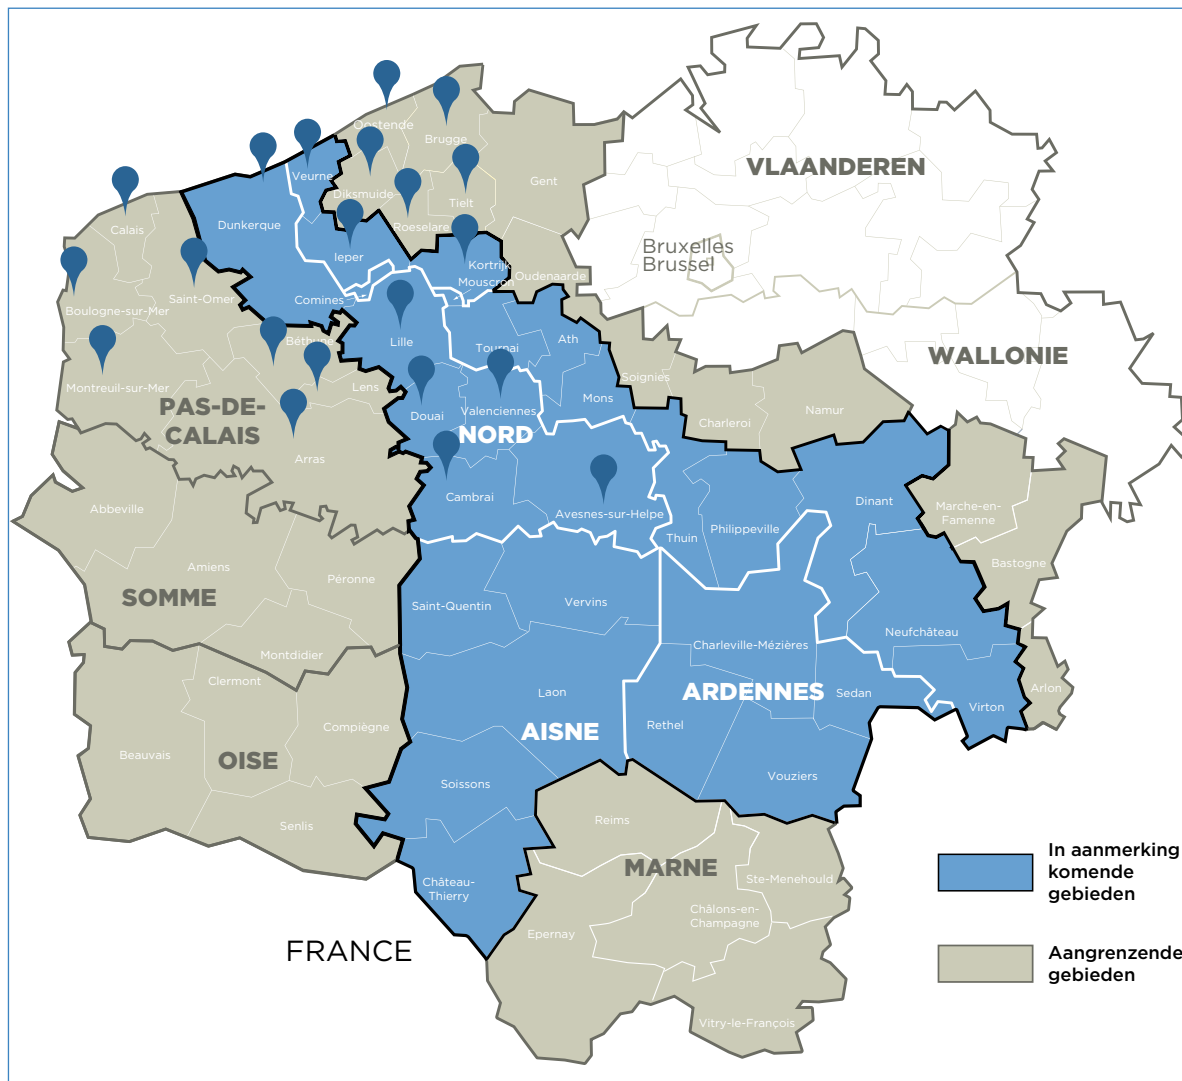 Oostende
Brugge
VLAANDEREN
Veurne
Gent
Diksmuide
Tielt
Calais
Dunkerque
Roeselare
Ieper
Bruxelles
Brussel
Kortrijk
Mouscron
Oudenaarde
Saint-Omer
Comines
Boulogne-sur-Mer
Béthune
Lille
Tournai
Ath
WALLONIE
Soignies
Montreuil-sur-Mer
Lens
PAS-DE-
CALAIS
Douai
Valenciennes
Mons
Charleroi
Namur
NORD
Arras
Cambrai
Avesnes-sur-Helpe
Dinant
Abbeville
Marche-en-
Famenne
Thuin
Philippeville
Bastogne
Amiens
Péronne
SOMME
Saint-Quentin
Vervins
Neufchâteau
Montdidier
Charleville-Mézières
Clermont
Laon
ARDENNES
Sedan
Arlon
Virton
Compiègne
AISNE
Rethel
Beauvais
OISE
Soissons
Vouziers
Senlis
Reims
MARNE
Château-
Thierry
Ste-Menehould
Châlons-en-
Champagne
Epernay
FRANCE
Vitry-le-François
In aanmerking
komende
gebieden
Aangrenzende
gebieden